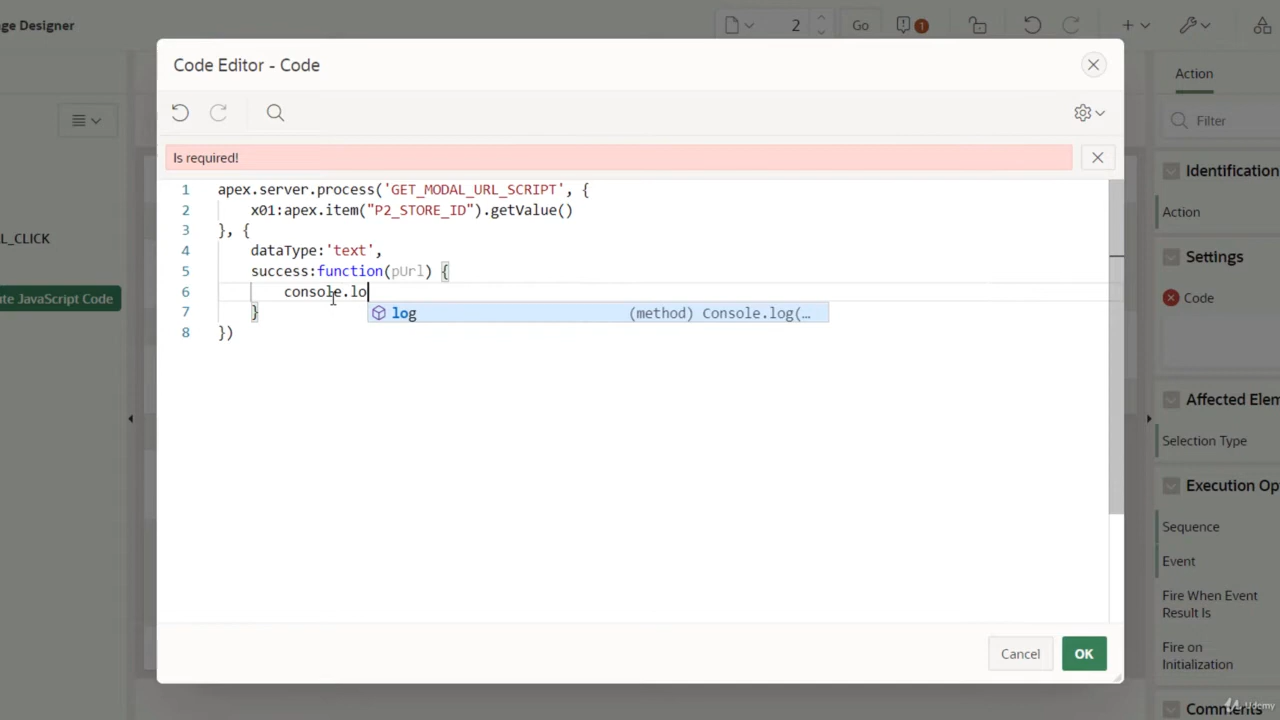 ge Designer
2
Go
1
Code Editor - Code
Is required!
1 apex.server.process('GET_MODAL_URL_SCRIPT', {
2 x01:apex.item("P2_STORE_ID").getValue()
3 }, {
4 dataType:'text',
5 success:function(pUrl) {
6 console.lo
log (method) Console.log(…
7 }
8 })
Cancel
OK
L_CLICK
te JavaScript Code
Action
Filter
Identification
Action
Settings
Code
Affected Elem
Selection Type
Execution Op
Sequence
Event
Fire When Event
Result Is
Fire on
Initialization
Comments
Udemy